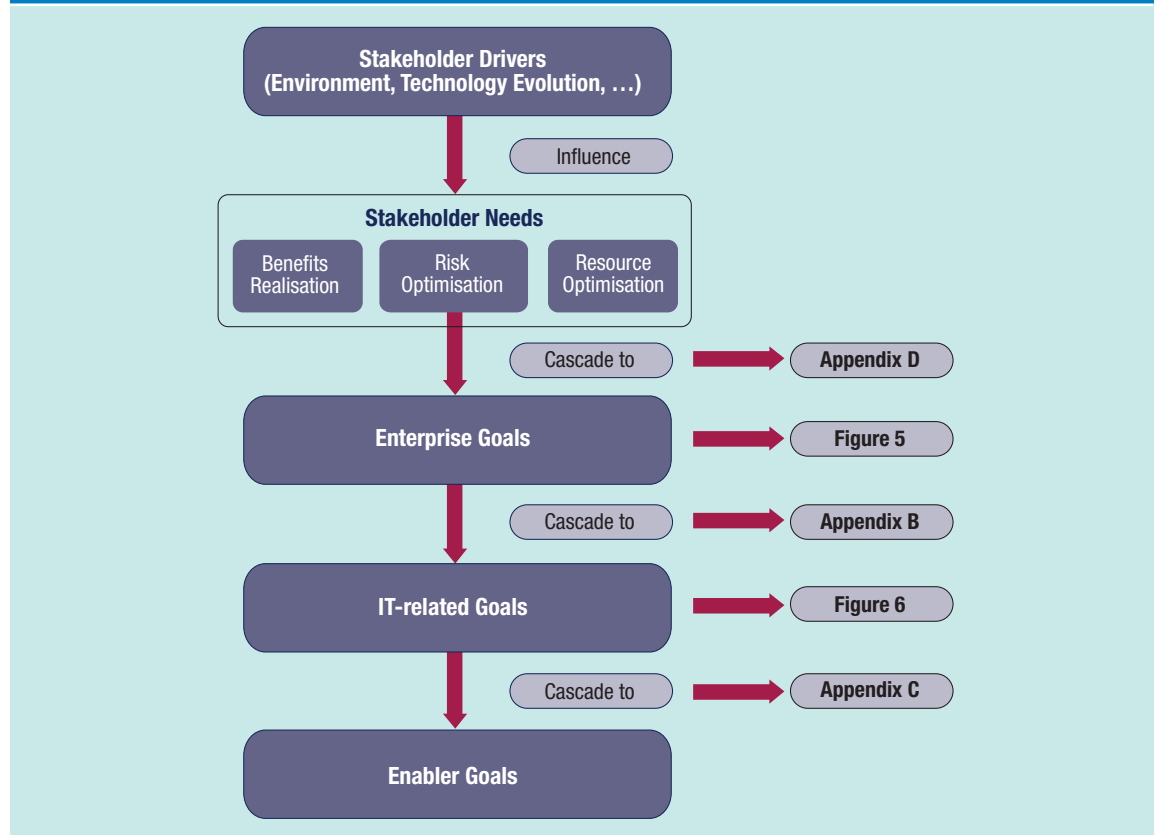 Stakeholder Drivers
(Environment, Technology Evolution, …)
Influence
Stakeholder Needs
Benefits
Realisation
Risk
Optimisation
Resource
Optimisation
Cascade to
Appendix D
Enterprise Goals
Figure 5
Cascade to
Appendix B
IT-related Goals
Figure 6
Cascade to
Appendix C
Enabler Goals